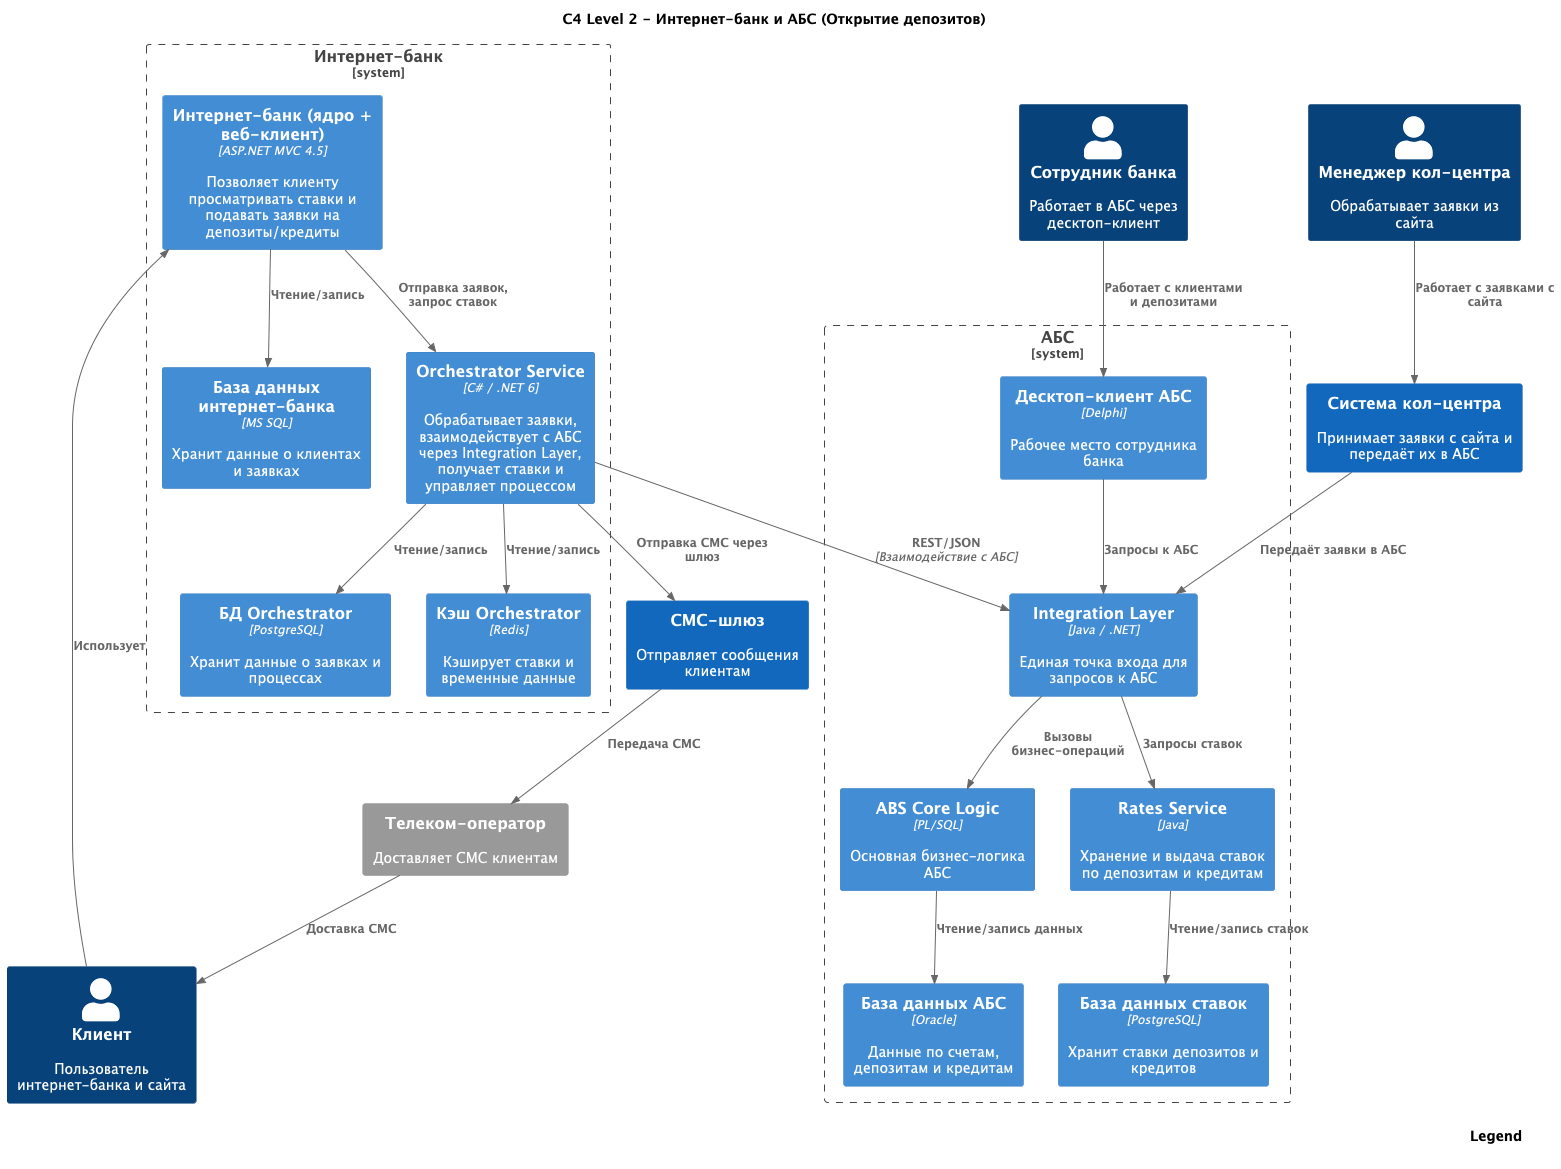 C4 Level 2 – Интернет-банк и АБС (Открытие депозитов)
Интернет-банк
[system]
Интернет-банк (ядро +
веб-клиент)
[ASP.NET MVC 4.5]
Позволяет клиенту
просматривать ставки и
подавать заявки на
депозиты/кредиты
Сотрудник банка
Работает в АБС через
десктоп-клиент
Менеджер кол-центра
Обрабатывает заявки из
сайта
Чтение/запись
Отправка заявок,
запрос ставок
Работает с клиентами
и депозитами
Работает с заявками с
сайта
АБС
[system]
База данных
интернет-банка
[MS SQL]
Хранит данные о клиентах
и заявках
Orchestrator Service
[C# / .NET 6]
Обрабатывает заявки,
взаимодействует с АБС
через Integration Layer,
получает ставки и
управляет процессом
Десктоп-клиент АБС
[Delphi]
Рабочее место сотрудника
банка
Система кол-центра
Принимает заявки с сайта и
передаёт их в АБС
Чтение/запись
Чтение/запись
Отправка СМС через
шлюз
REST/JSON
[Взаимодействие с АБС]
Запросы к АБС
Передаёт заявки в АБС
БД Orchestrator
[PostgreSQL]
Хранит данные о заявках и
процессах
Кэш Orchestrator
[Redis]
Кэширует ставки и
временные данные
СМС-шлюз
Отправляет сообщения
клиентам
Integration Layer
[Java / .NET]
Единая точка входа для
запросов к АБС
Использует
Передача СМС
Вызовы
бизнес-операций
Запросы ставок
Телеком-оператор
Доставляет СМС клиентам
ABS Core Logic
[PL/SQL]
Основная бизнес-логика
АБС
Rates Service
[Java]
Хранение и выдача ставок
по депозитам и кредитам
Доставка СМС
Чтение/запись данных
Чтение/запись ставок
Клиент
Пользователь
интернет-банка и сайта
База данных АБС
[Oracle]
Данные по счетам,
депозитам и кредитам
База данных ставок
[PostgreSQL]
Хранит ставки депозитов и
кредитов
Legend